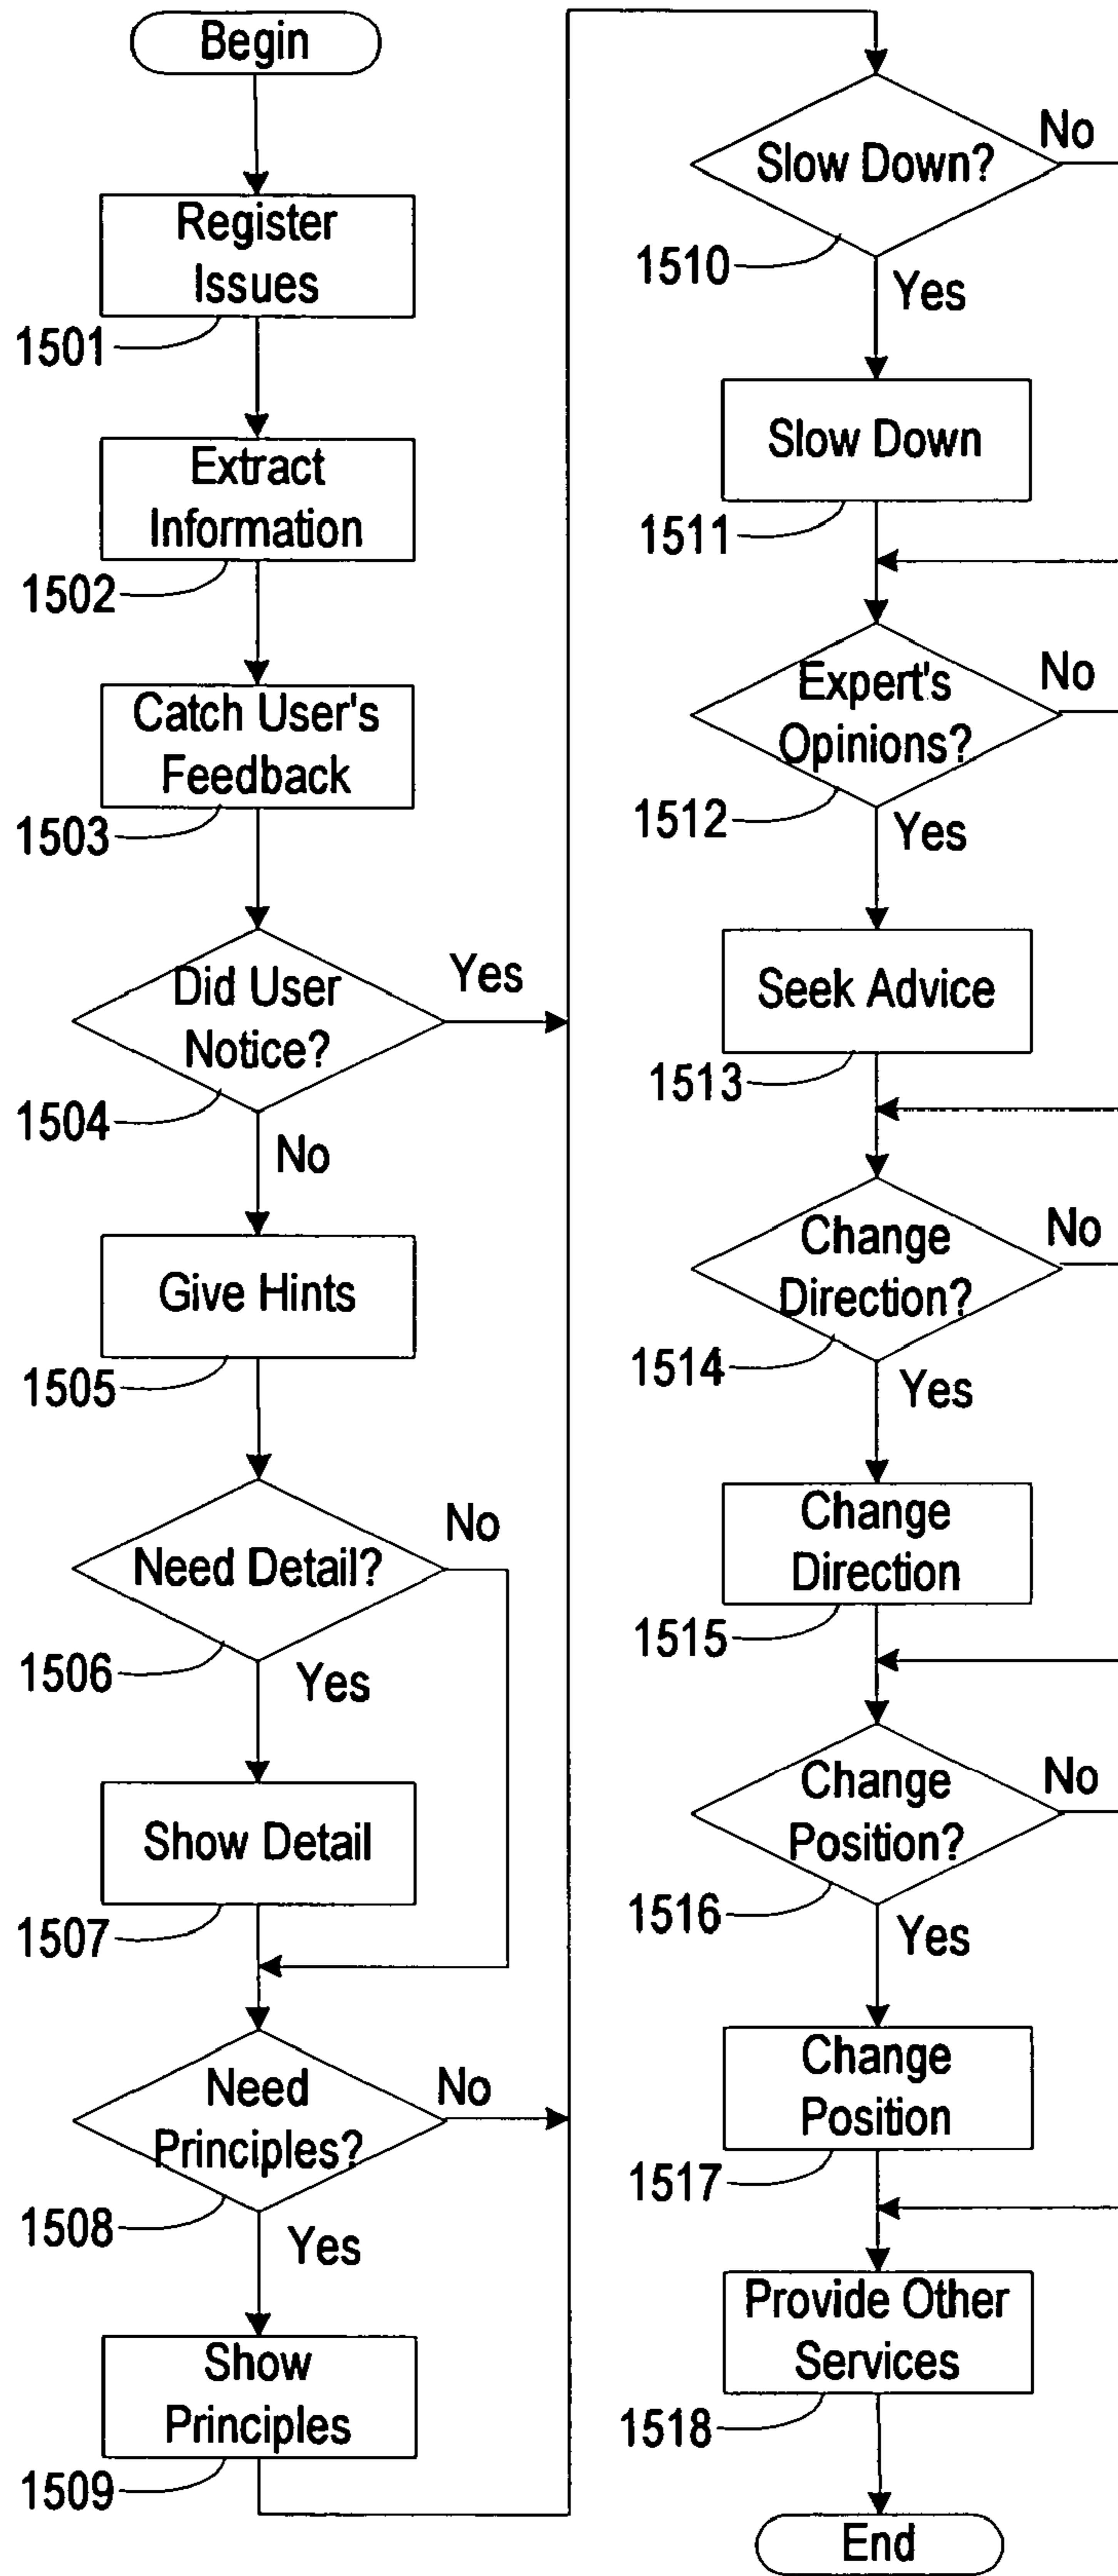 Begin
Register
Issues
1501
Extract
Information
1502
Catch User's
Feedback
1503
Did User
Notice?
Yes
1504
No
Give Hints
1505
Need Detail?
No
1506
Yes
Show Detail
1507
Need
Principles?
No
1508
Yes
Show
Principles
1509
Slow Down?
No
1510
Yes
Slow Down
1511
Expert's
Opinions?
No
1512
Yes
Seek Advice
1513
Change
Direction?
No
1514
Yes
Change
Direction
1515
Change
Position?
No
1516
Yes
Change
Position
1517
Provide Other
Services
1518
End